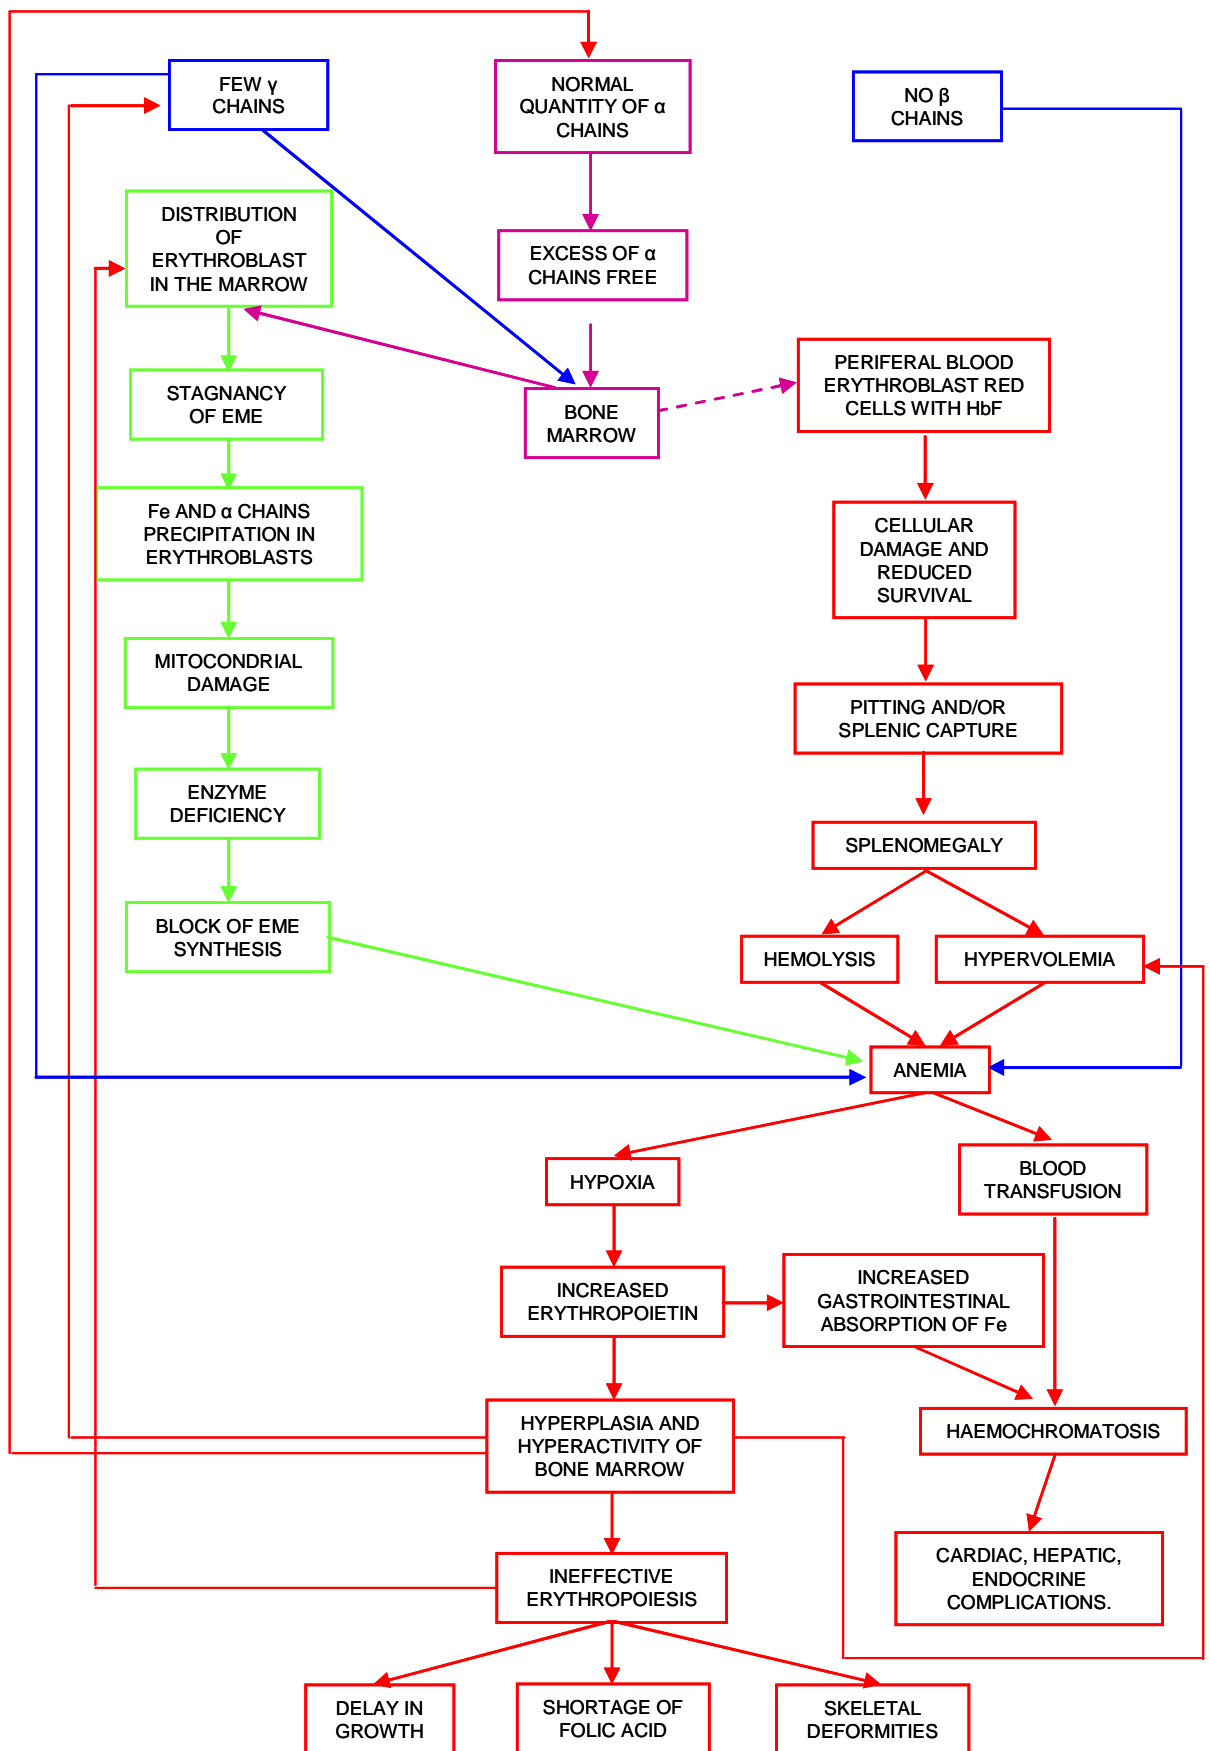 FEW γ
CHAINS
NORMAL
QUANTITY OF α
CHAINS
NO β
CHAINS
DISTRIBUTION
OF
ERYTHROBLAST
IN THE MARROW
EXCESS OF α
CHAINS FREE
STAGNANCY
OF EME
BONE
MARROW
PERIFERAL BLOOD
ERYTHROBLAST RED
CELLS WITH HbF
Fe AND α CHAINS
PRECIPITATION IN
ERYTHROBLASTS
CELLULAR
DAMAGE AND
REDUCED
SURVIVAL
MITOCONDRIAL
DAMAGE
PITTING AND/OR
SPLENIC CAPTURE
ENZYME
DEFICIENCY
SPLENOMEGALY
BLOCK OF EME
SYNTHESIS
HEMOLYSIS
HYPERVOLEMIA
ANEMIA
HYPOXIA
BLOOD
TRANSFUSION
INCREASED
ERYTHROPOIETIN
INCREASED
GASTROINTESTINAL
ABSORPTION OF Fe
HYPERPLASIA AND
HYPERACTIVITY OF
BONE MARROW
HAEMOCHROMATOSIS
INEFFECTIVE
ERYTHROPOIESIS
CARDIAC, HEPATIC,
ENDOCRINE
COMPLICATIONS.
DELAY IN
GROWTH
SHORTAGE OF
FOLIC ACID
SKELETAL
DEFORMITIES